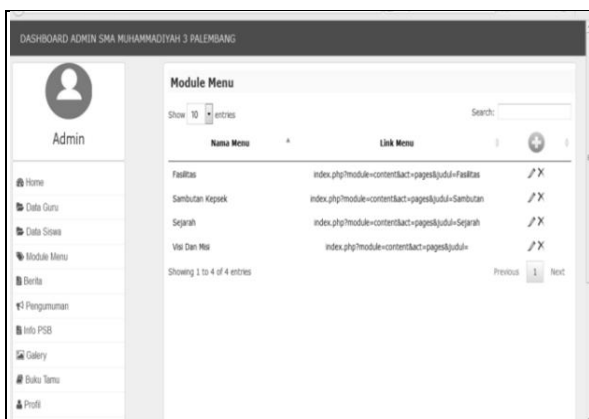 DASHBOARD ADMIN SMA MUHAMMADIYAH 3 PALEMBANG
Admin
Home
Data Guru
Data Siswa
Module Menu
Berita
Pengumuman
Info PSB
Galery
Buku Tamu
Profil
Module Menu
Show 10 entries
Search:
Nama Menu Link Menu
Fasilitas index.php?module=content&act=pages&judul=Fasilitas
Sambutan Kepsek index.php?module=content&act=pages&judul=Sambutan
Sejarah index.php?module=content&act=pages&judul=Sejarah
Visi Dan Misi index.php?module=content&act=pages&judul=
Showing 1 to 4 of 4 entries
Previous 1 Next